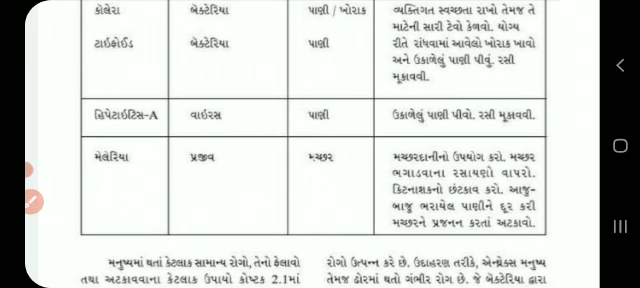 કૉલેરા બૅક્ટેરિયા પાણી / ખોરાક વ્યક્તિગત સ્વચ્છતા રાખો તેમજ તે
માટેની સારી ટેવો કેળવો. યોગ્ય
ટાઇફોઈડ બૅક્ટેરિયા પાણી રીતે રાંધવામાં આવેલો ખોરાક ખાવો
અને ઉકાળેલું પાણી પીવું. રસી
મૂકાવવી.
હિપેટાઇટિસ-A વાઇરસ પાણી ઉકાળેલું પાણી પીવો. રસી મૂકાવવી.
મેલેરિયા પ્રજીવ મચ્છર મચ્છરદાનીનો ઉપયોગ કરો. મચ્છર
ભગાડવાના રસાયણો વાપરો.
કિટનાશકનો છંટકાવ કરો. આજુ-
બાજુ ભરાયેલ પાણીને દૂર કરી
મચ્છરને પ્રજનન કરતાં અટકાવો.
મનુષ્યમાં થતાં કેટલાક સામાન્ય રોગો, તેનો ફેલાવો
તથા અટકાવવાના કેટલાક ઉપાયો કોષ્ટક 2.1માં
રોગો ઉત્પન્ન કરે છે. ઉદાહરણ તરીકે, એન્થ્રેક્સ મનુષ્ય
તેમજ ઢોરમાં થતો ગંભીર રોગ છે. જે બૅક્ટેરિયા દ્વારા